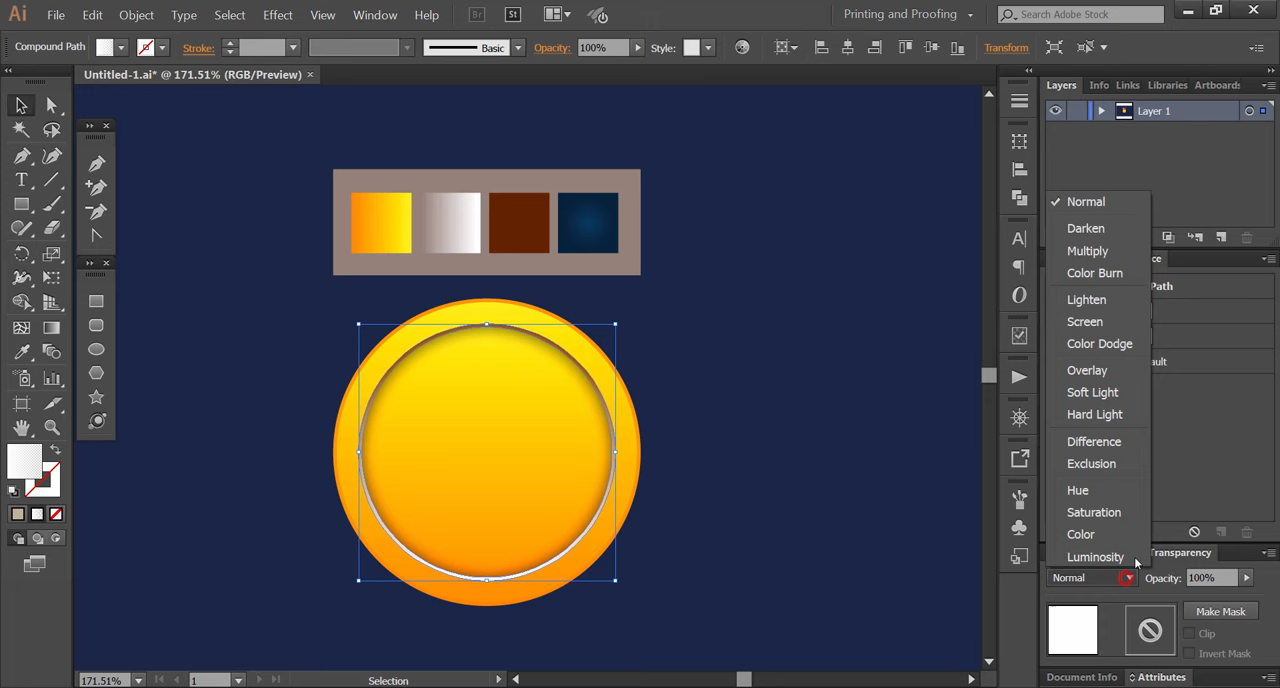 Ai File Edit Object Type Select Effect View Window Help Br St Printing and Proofing Search Adobe Stock
Compound Path Stroke: Basic Opacity: 100% Style: Transform
Untitled-1.ai* @ 171.51% (RGB/Preview) ×
Layers Info Links Libraries Artboards
Layer 1
Normal
Darken
Multiply
Color Burn
Lighten
Screen
Color Dodge
Overlay
Soft Light
Hard Light
Difference
Exclusion
Hue
Saturation
Color
Luminosity
ce
Path
ault
Transparency
Normal Opacity: 100%
Make Mask
Clip
Invert Mask
Document Info Attributes
171.51% 1 Selection